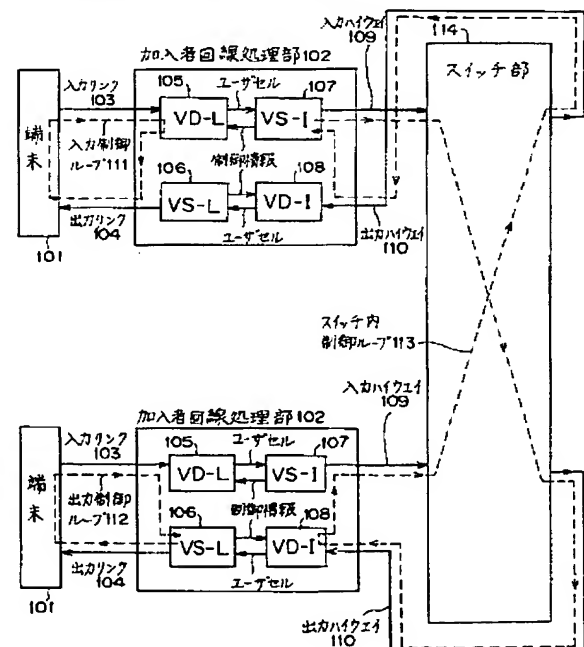 加入者回線処理部102
入力ハイウェイ
109
114
スイッチ部
端末
101
入力リンク
103
入力制御
ループ111
105
VD-L
ユーザセル
107
VS-I
106
VS-L
制御情報
108
VD-I
ユーザセル
出力リンク
104
110
出力ハイウェイ
スイッチ内
制御ループ113
加入者回線処理部102
入力ハイウェイ
109
端末
101
入力リンク
103
出力制御
ループ112
105
VD-L
ユーザセル
107
VS-I
106
VS-L
制御情報
108
VD-I
ユーザセル
出力リンク
104
出力ハイウェイ
110